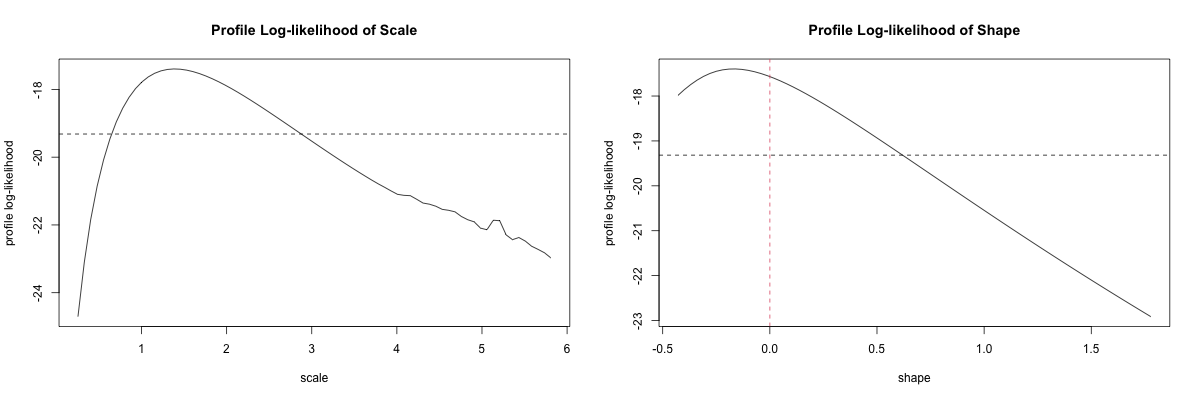 Profile Log-likelihood of Scale
profile log-likelihood
-18
-20
-22
-24
1 2 3 4 5 6
scale
Profile Log-likelihood of Shape
profile log-likelihood
-18
-19
-20
-21
-22
-23
-0.5 0.0 0.5 1.0 1.5
shape